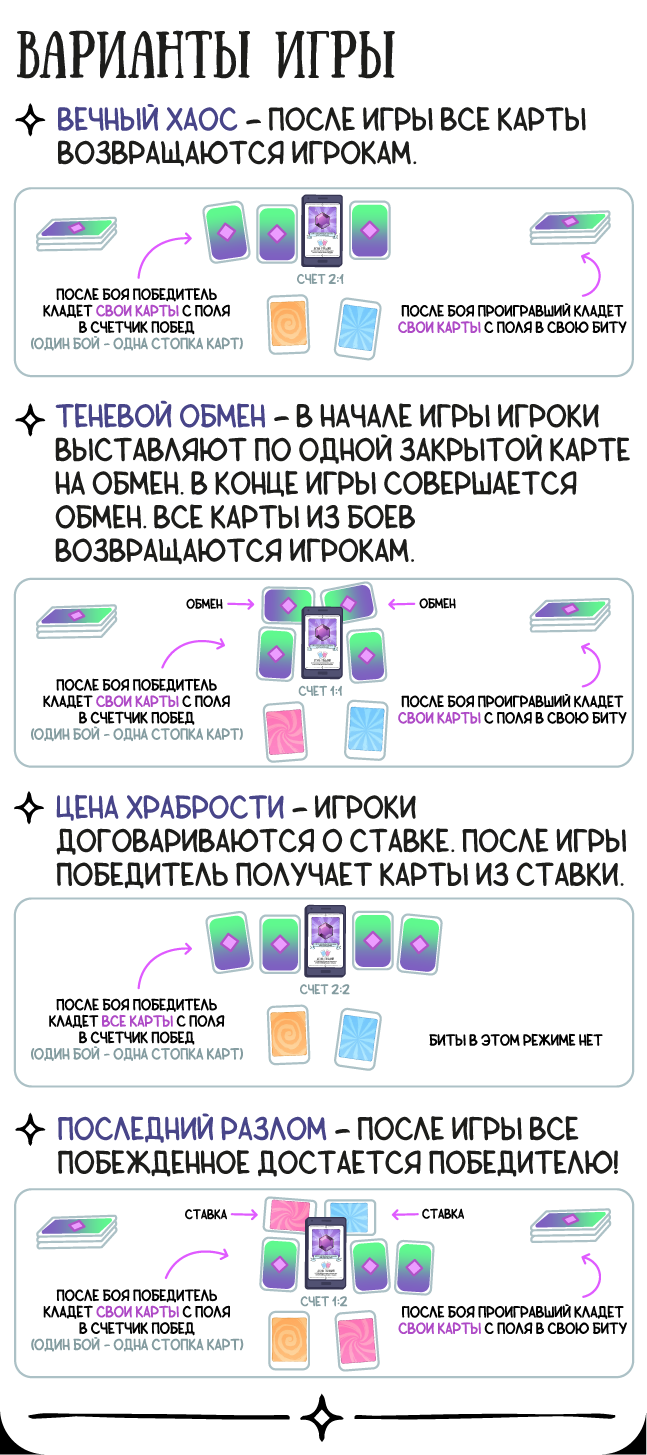 ВАРИАНТЫ ИГРЫ
ВЕЧНЫЙ ХАОС – ПОСЛЕ ИГРЫ ВСЕ КАРТЫ
ВОЗВРАЩАЮТСЯ ИГРОКАМ.
СЧЕТ 2:1
ПОСЛЕ БОЯ ПОБЕДИТЕЛЬ
КЛАДЕТ СВОИ КАРТЫ С ПОЛЯ
В СЧЕТЧИК ПОБЕД
(ОДИН БОЙ - ОДНА СТОПКА КАРТ)
ПОСЛЕ БОЯ ПРОИГРАВШИЙ КЛАДЕТ
СВОИ КАРТЫ С ПОЛЯ В СВОЮ БИТУ
ТЕНЕВОЙ ОБМЕН – В НАЧАЛЕ ИГРЫ ИГРОКИ
ВЫСТАВЛЯЮТ ПО ОДНОЙ ЗАКРЫТОЙ КАРТЕ
НА ОБМЕН. В КОНЦЕ ИГРЫ СОВЕРШАЕТСЯ
ОБМЕН. ВСЕ КАРТЫ ИЗ БОЕВ
ВОЗВРАЩАЮТСЯ ИГРОКАМ.
ОБМЕН
ОБМЕН
СЧЕТ 1:1
ПОСЛЕ БОЯ ПОБЕДИТЕЛЬ
КЛАДЕТ СВОИ КАРТЫ С ПОЛЯ
В СЧЕТЧИК ПОБЕД
(ОДИН БОЙ - ОДНА СТОПКА КАРТ)
ПОСЛЕ БОЯ ПРОИГРАВШИЙ КЛАДЕТ
СВОИ КАРТЫ С ПОЛЯ В СВОЮ БИТУ
ЦЕНА ХРАБРОСТИ – ИГРОКИ
ДОГОВАРИВАЮТСЯ О СТАВКЕ. ПОСЛЕ ИГРЫ
ПОБЕДИТЕЛЬ ПОЛУЧАЕТ КАРТЫ ИЗ СТАВКИ.
СЧЕТ 2:2
ПОСЛЕ БОЯ ПОБЕДИТЕЛЬ
КЛАДЕТ ВСЕ КАРТЫ С ПОЛЯ
В СЧЕТЧИК ПОБЕД
(ОДИН БОЙ - ОДНА СТОПКА КАРТ)
БИТЫ В ЭТОМ РЕЖИМЕ НЕТ
ПОСЛЕДНИЙ РАЗЛОМ – ПОСЛЕ ИГРЫ ВСЕ
ПОБЕЖДЕННОЕ ДОСТАЕТСЯ ПОБЕДИТЕЛЮ!
СТАВКА
СТАВКА
СЧЕТ 1:2
ПОСЛЕ БОЯ ПОБЕДИТЕЛЬ
КЛАДЕТ СВОИ КАРТЫ С ПОЛЯ
В СЧЕТЧИК ПОБЕД
(ОДИН БОЙ - ОДНА СТОПКА КАРТ)
ПОСЛЕ БОЯ ПРОИГРАВШИЙ КЛАДЕТ
СВОИ КАРТЫ С ПОЛЯ В СВОЮ БИТУ